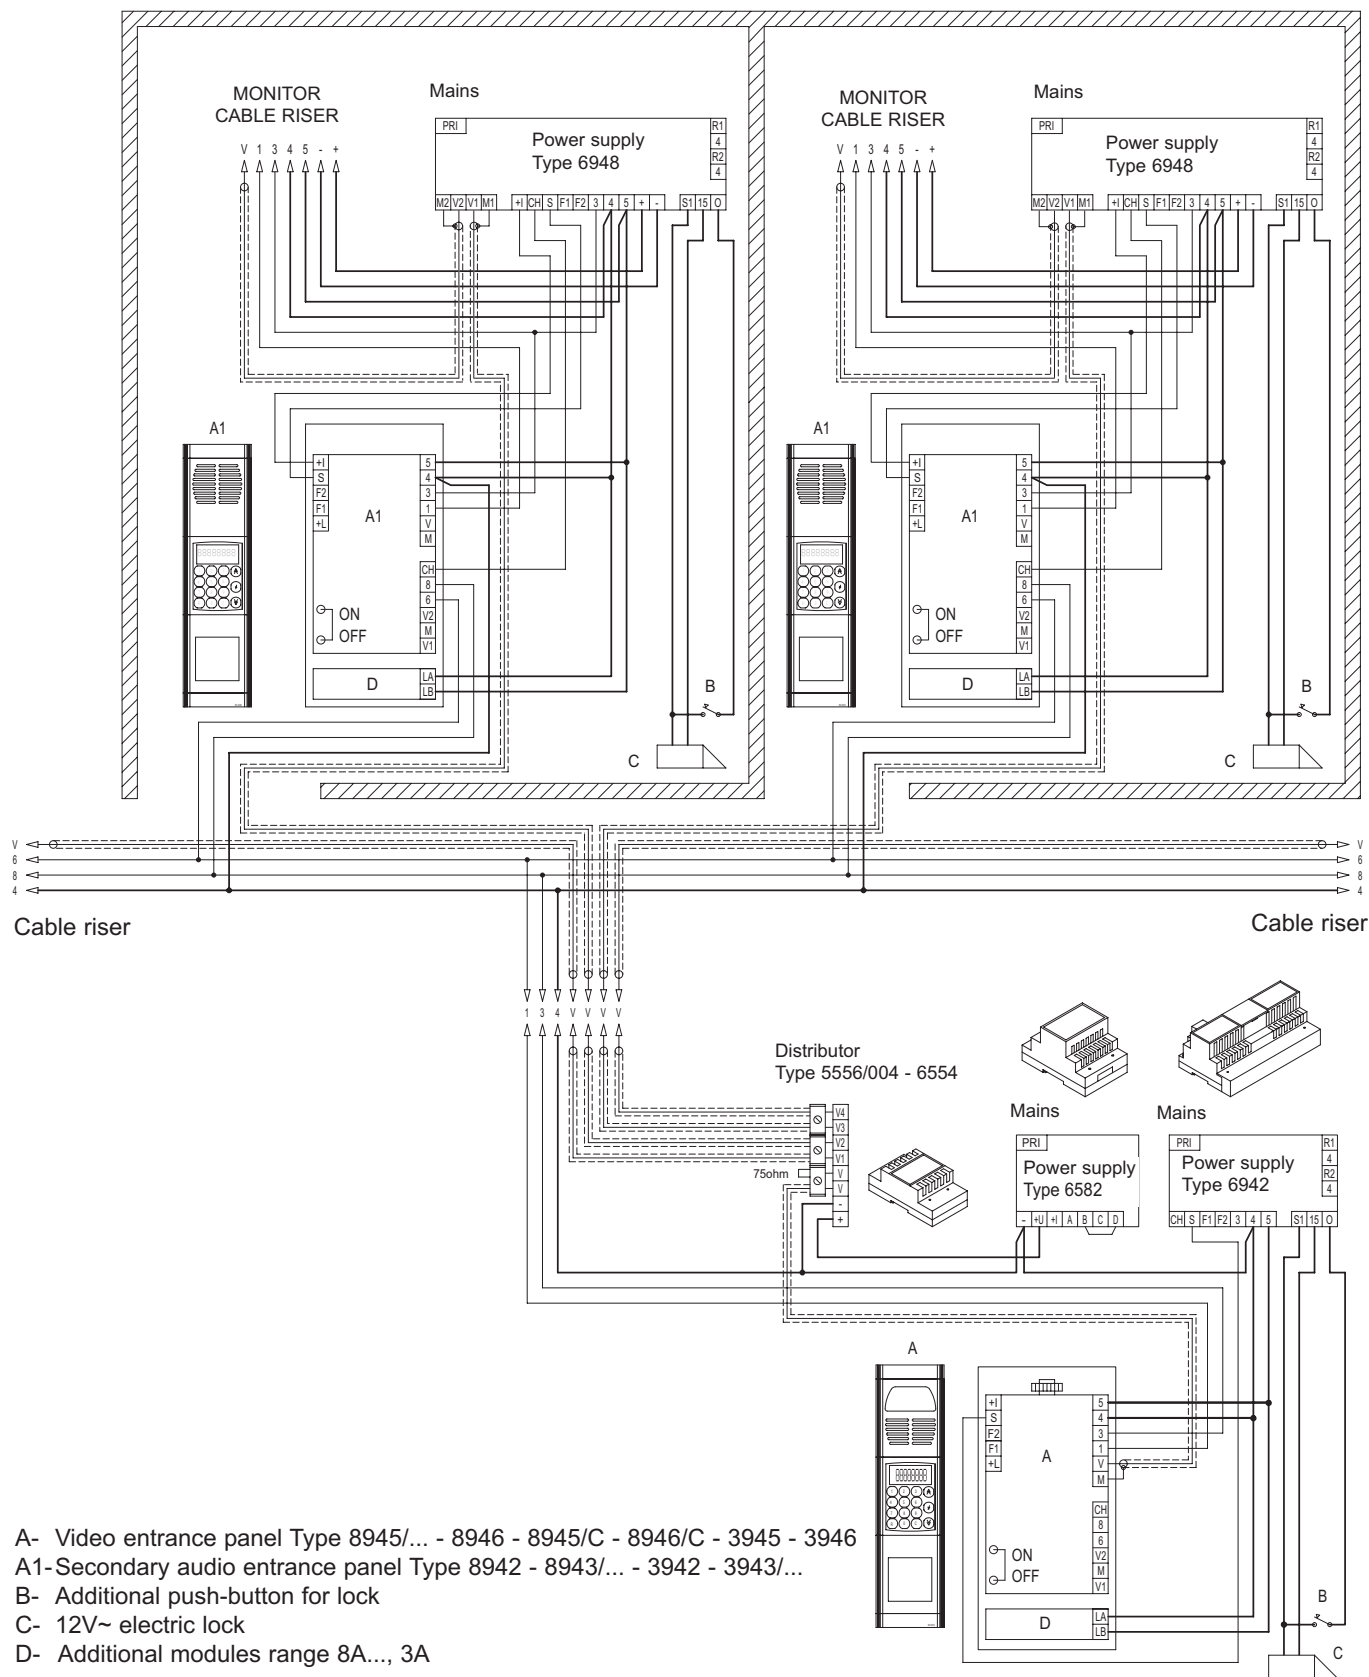 MONITOR
CABLE RISER
Mains
MONITOR
CABLE RISER
Mains
V 1 3 4 5 - +
PRI
Power supply
Type 6948
R1
4
R2
4
M2 V2 V1 M1 +I CH S F1 F2 3 4 5 + - S1 15 O
V 1 3 4 5 - +
PRI
Power supply
Type 6948
R1
4
R2
4
M2 V2 V1 M1 +I CH S F1 F2 3 4 5 + - S1 15 O
A1
+I
S
F2
F1
+L
A1
5
4
3
1
V
M
CH
8
6
V2
M
V1
ON
OFF
D
LA
LB
B
C
A1
+I
S
F2
F1
+L
A1
5
4
3
1
V
M
CH
8
6
V2
M
V1
ON
OFF
D
LA
LB
B
C
V
6
8
4
V
6
8
4
Cable riser
Cable riser
1 3 4 V V V V
Distributor
Type 5556/004 - 6554
V4
V3
V2
V1
V
V
-
+
75ohm
Mains
PRI
Power supply
Type 6582
- +U +I A B C D
Mains
PRI
Power supply
Type 6942
R1
4
R2
4
CH S F1 F2 3 4 5 S1 15 O
A
+I
S
F2
F1
+L
A
5
4
3
1
V
M
CH
8
6
V2
M
V1
ON
OFF
D
LA
LB
B
C
A- Video entrance panel Type 8945/... - 8946 - 8945/C - 8946/C - 3945 - 3946
A1-Secondary audio entrance panel Type 8942 - 8943/... - 3942 - 3943/...
B- Additional push-button for lock
C- 12V~ electric lock
D- Additional modules range 8A..., 3A